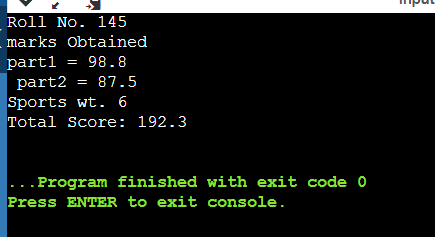 input
Roll No. 145
marks Obtained
part1 = 98.8
 part2 = 87.5
Sports wt. 6
Total Score: 192.3
...Program finished with exit code 0
Press ENTER to exit console.